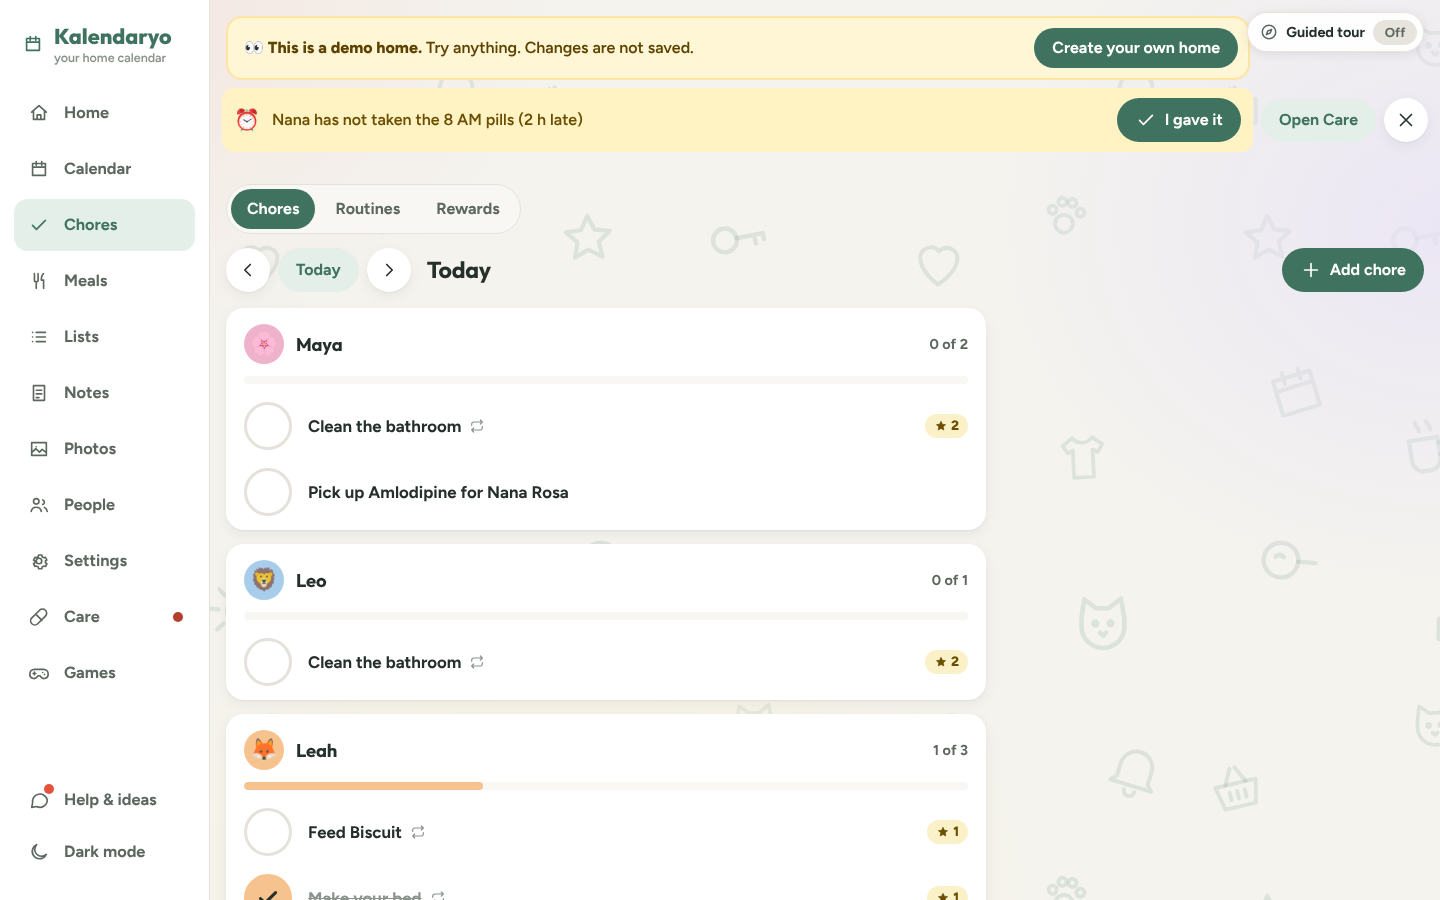 Kalendaryo
your home calendar
Home
Calendar
Chores
Meals
Lists
Notes
Photos
People
Settings
Care
Games
Help & ideas
Dark mode
👀 This is a demo home. Try anything. Changes are not saved.
Create your own home
Guided tour
Off
Nana has not taken the 8 AM pills (2 h late)
I gave it
Open Care
Chores
Routines
Rewards
Today
Today
Add chore
Maya
0 of 2
Clean the bathroom
2
Pick up Amlodipine for Nana Rosa
Leo
0 of 1
Clean the bathroom
2
Leah
1 of 3
Feed Biscuit
1
Make your bed
1